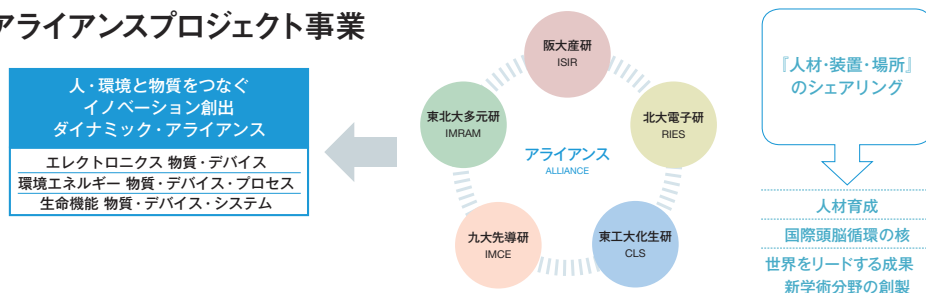 アライアンスプロジェクト事業
人・環境と物質をつなぐ
イノベーション創出
ダイナミック・アライアンス
エレクトロニクス 物質・デバイス
環境エネルギー 物質・デバイス・プロセス
生命機能 物質・デバイス・システム
阪大産研
ISIR
東北大多元研
IMRAM
北大電子研
RIES
アライアンス
ALLIANCE
九大先導研
IMCE
東工大化生研
CLS
『人材・装置・場所』
のシェアリング
人材育成
国際頭脳循環の核
世界をリードする成果
新学術分野の創製